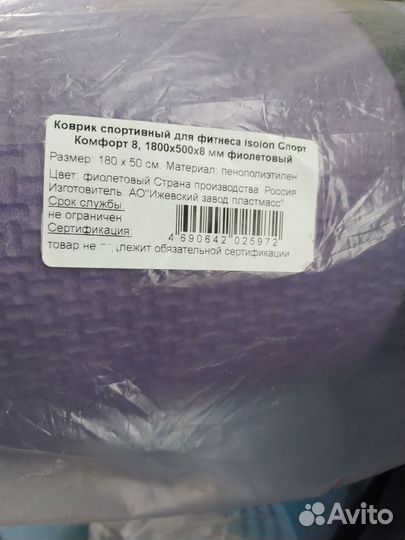 Коврик спортивный для фитнеса Isolon Спорт
Комфорт 8, 1800x500x8 мм фиолетовый
Размер: 180 x 50 см. Материал: пенополиэтилен
Цвет: фиолетовый Страна производства: Россия
Изготовитель: АО"Ижевский завод пластмасс"
Срок службы:
не ограничен
Сертификация:
4 690642 025972
товар не длежит обязательной сертификации
Avito